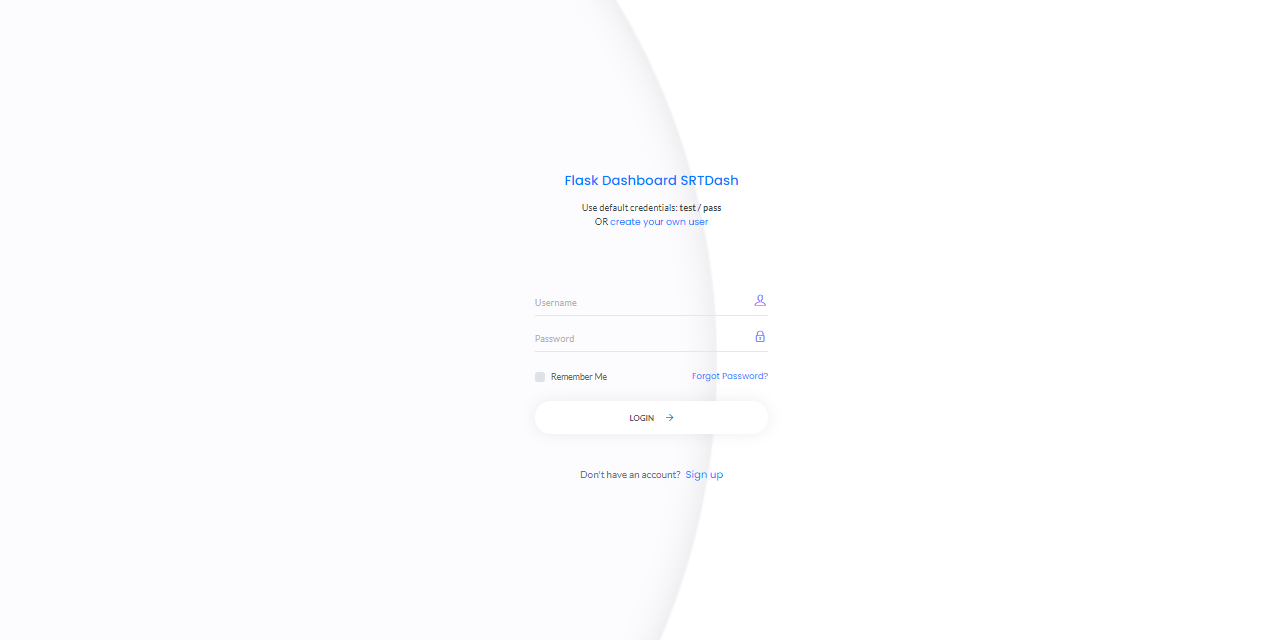 Flask Dashboard SRTDash
Use default credentials: test / pass
OR create your own user
Username
Password
Remember Me
Forgot Password?
LOGIN
Don't have an account? Sign up